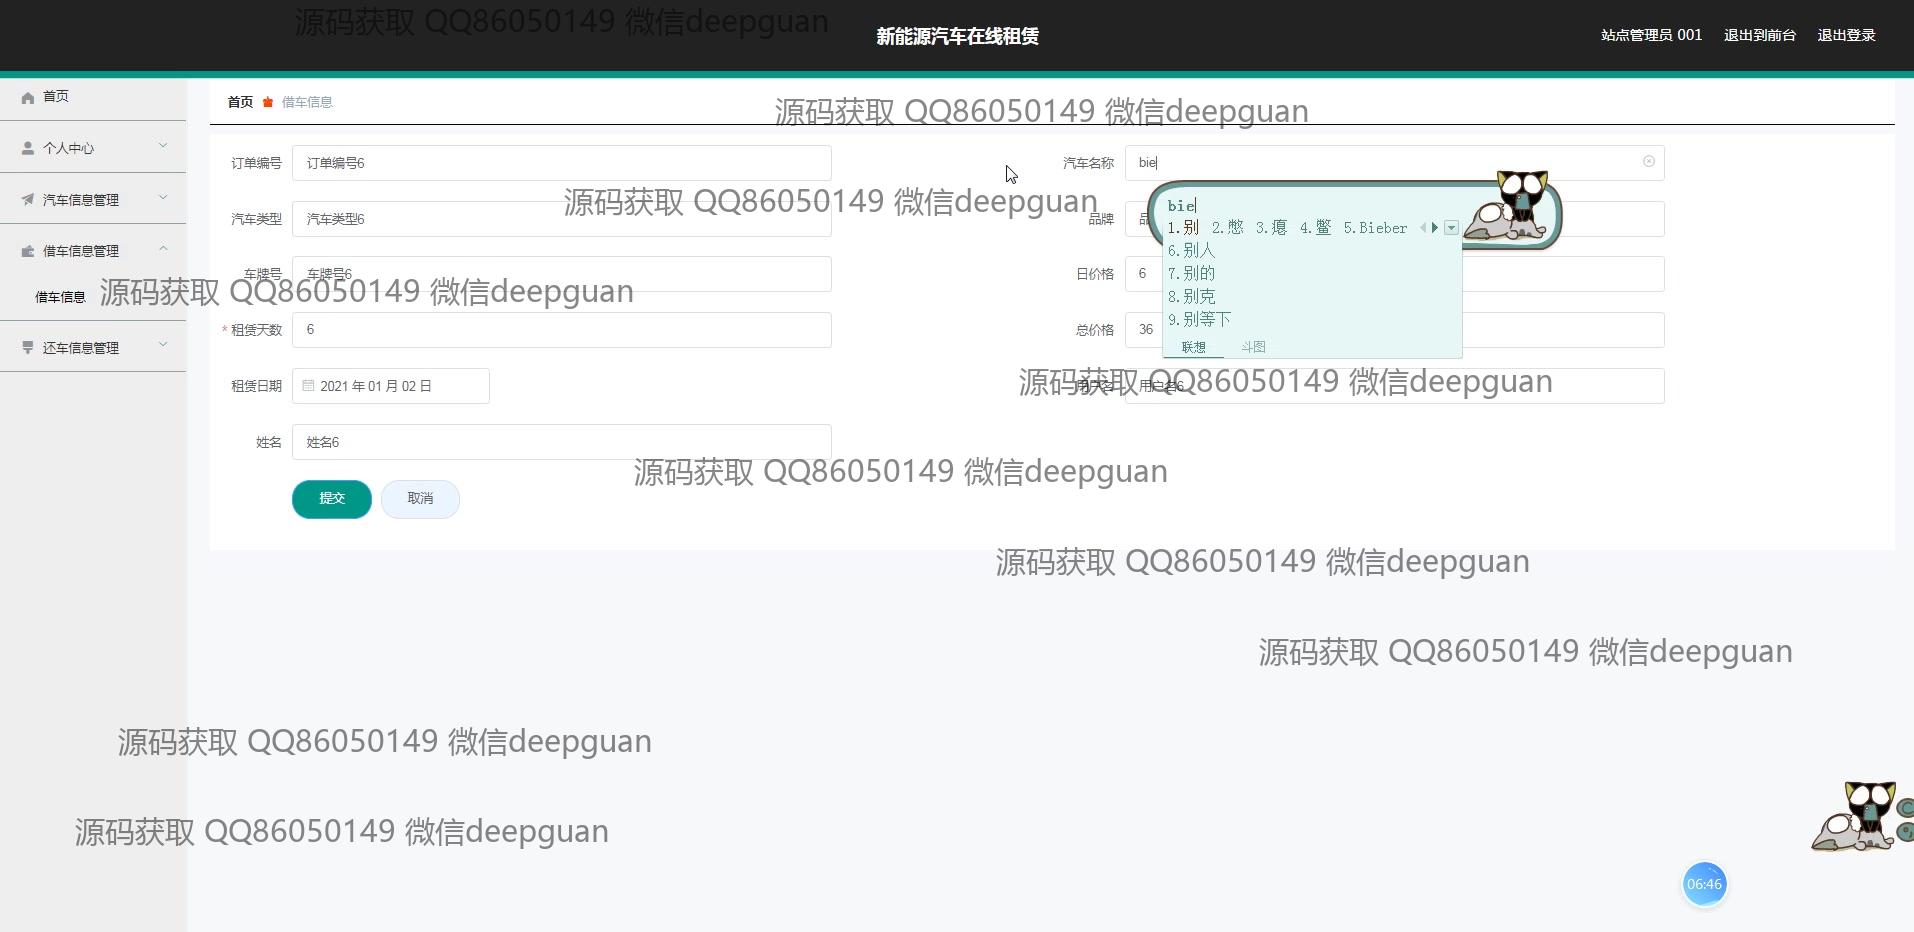 源码获取 QQ86050149 微信deepguan
新能源汽车在线租赁
站点管理员 001 退出到前台 退出登录
首页
个人中心
汽车信息管理
借车信息管理
借车信息
还车信息管理
首页 借车信息
源码获取 QQ86050149 微信deepguan
订单编号 订单编号6
汽车名称 bie
源码获取 QQ86050149 微信deepguan
汽车类型 汽车类型6
品牌 品
bie
1.别 2.憋 3.瘪 4.鳖 5.Bieber
6.别人
7.别的
8.别克
9.别等下
联想 斗图
车牌号 车牌号6
日价格 6
源码获取 QQ86050149 微信deepguan
* 租赁天数 6
总价格 36
租赁日期 2021 年 01 月 02 日
用户名 用户名6
源码获取 QQ86050149 微信deepguan
姓名 姓名6
源码获取 QQ86050149 微信deepguan
提交 取消
源码获取 QQ86050149 微信deepguan
源码获取 QQ86050149 微信deepguan
源码获取 QQ86050149 微信deepguan
源码获取 QQ86050149 微信deepguan
06:46